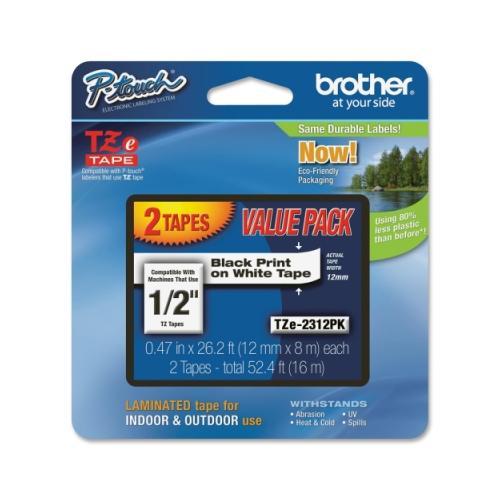 P-touch
ELECTRONIC LABELING SYSTEM
brother
at your side
TZe
TAPE
Compatible with P-touch®
labelers that use TZ tape
Same Durable Labels!
Now!
Eco-Friendly
Packaging
Using 80%
less plastic
than before*!
2 TAPES
VALUE PACK
Black Print
on White Tape
ACTUAL
TAPE
WIDTH
12mm
Compatible With
Machines That Use
1/2"
TZ Tapes
TZe-2312PK
0.47 in x 26.2 ft (12 mm x 8 m) each
2 Tapes - total 52.4 ft (16 m)
LAMINATED tape for
INDOOR & OUTDOOR use
WITHSTANDS
• Abrasion • UV
• Heat & Cold • Spills